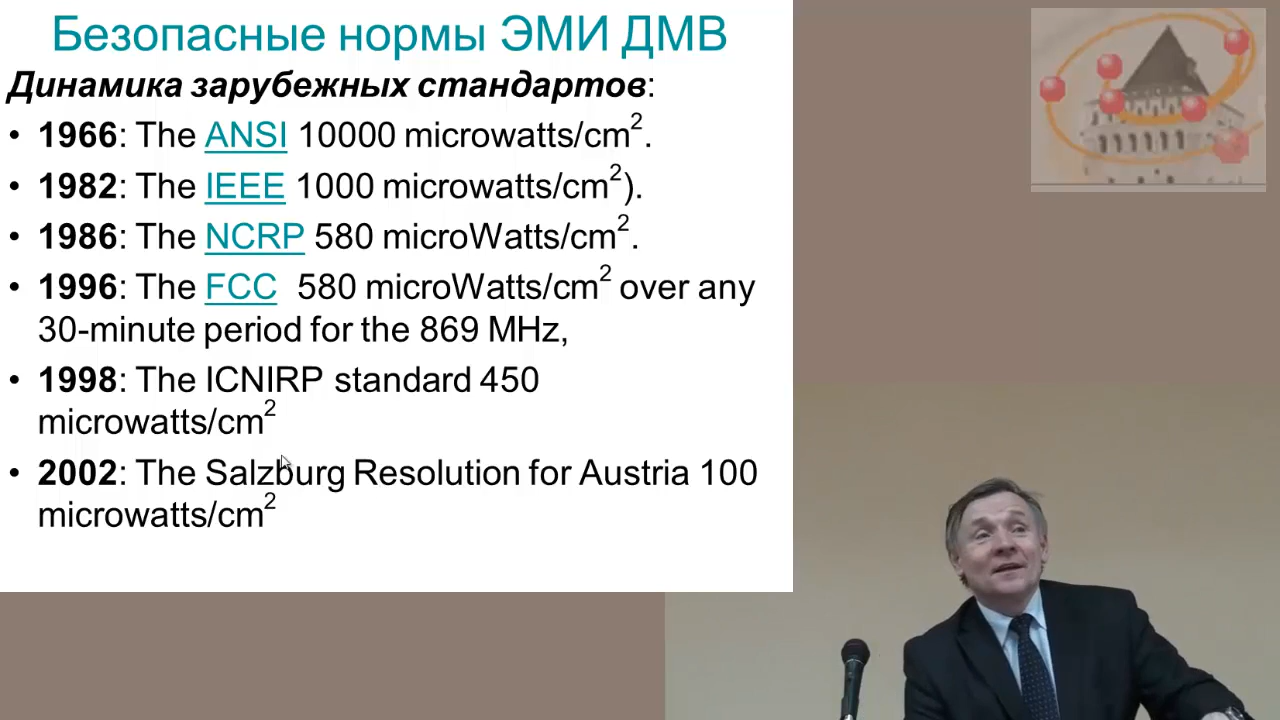 Безопасные нормы ЭМИ ДМВ
Динамика зарубежных стандартов:
• 1966: The ANSI 10000 microwatts/cm².
• 1982: The IEEE 1000 microwatts/cm²).
• 1986: The NCRP 580 microWatts/cm².
• 1996: The FCC 580 microWatts/cm² over any
30-minute period for the 869 MHz,
• 1998: The ICNIRP standard 450
microwatts/cm²
• 2002: The Salzburg Resolution for Austria 100
microwatts/cm²